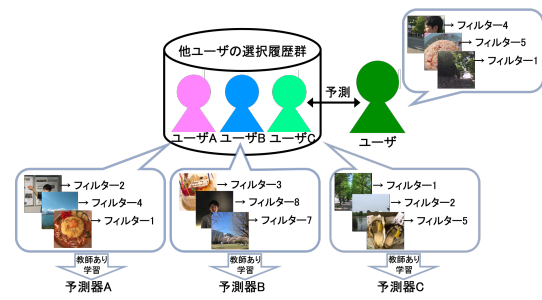 他ユーザの選択履歴群
ユーザA
ユーザB
ユーザC
予測
ユーザ
→ フィルター4
→ フィルター5
→ フィルター1
→ フィルター2
→ フィルター4
→ フィルター1
→ フィルター3
→ フィルター8
→ フィルター7
→ フィルター1
→ フィルター2
→ フィルター5
教師あり
学習
教師あり
学習
教師あり
学習
予測器A
予測器B
予測器C